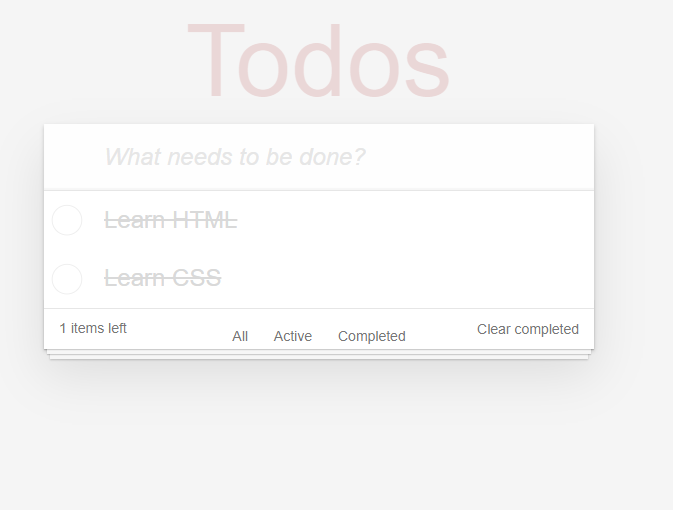 Todos
What needs to be done?
Learn HTML
Learn CSS
1 items left
All Active Completed
Clear completed